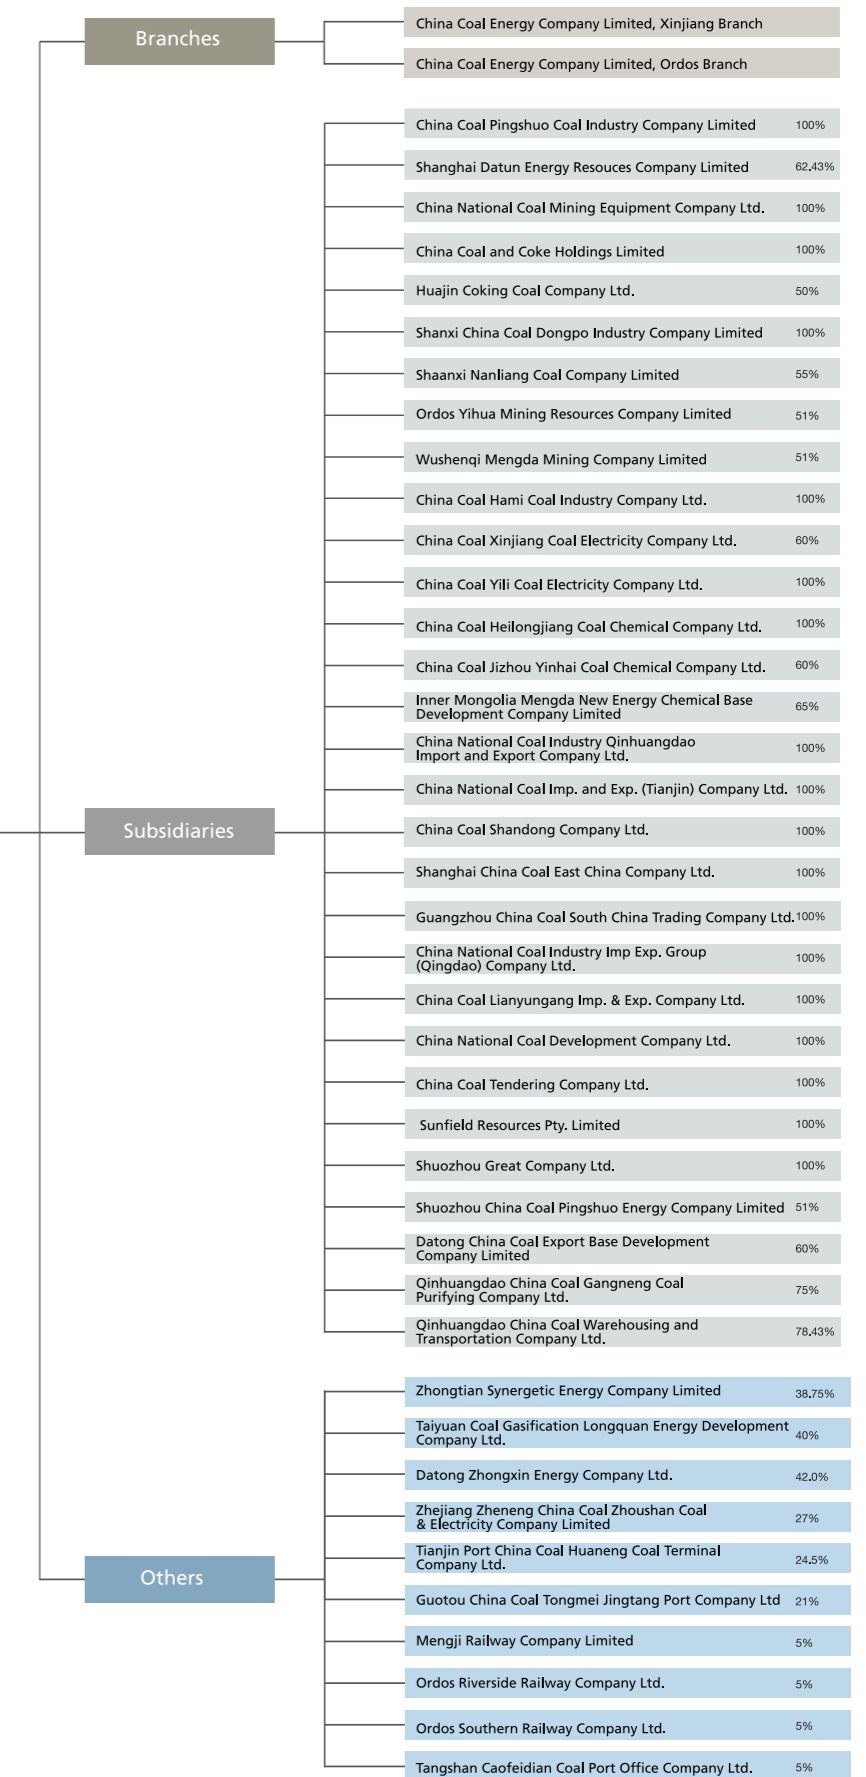 Branches
China Coal Energy Company Limited, Xinjiang Branch
China Coal Energy Company Limited, Ordos Branch
Subsidiaries
China Coal Pingshuo Coal Industry Company Limited 100%
Shanghai Datun Energy Resouces Company Limited 62.43%
China National Coal Mining Equipment Company Ltd. 100%
China Coal and Coke Holdings Limited 100%
Huajin Coking Coal Company Ltd. 50%
Shanxi China Coal Dongpo Industry Company Limited 100%
Shaanxi Nanliang Coal Company Limited 55%
Ordos Yihua Mining Resources Company Limited 51%
Wushenqi Mengda Mining Company Limited 51%
China Coal Hami Coal Industry Company Ltd. 100%
China Coal Xinjiang Coal Electricity Company Ltd. 60%
China Coal Yili Coal Electricity Company Ltd. 100%
China Coal Heilongjiang Coal Chemical Company Ltd. 100%
China Coal Jizhou Yinhai Coal Chemical Company Ltd. 60%
Inner Mongolia Mengda New Energy Chemical Base
Development Company Limited 65%
China National Coal Industry Qinhuangdao
Import and Export Company Ltd. 100%
China National Coal Imp. and Exp. (Tianjin) Company Ltd. 100%
China Coal Shandong Company Ltd. 100%
Shanghai China Coal East China Company Ltd. 100%
Guangzhou China Coal South China Trading Company Ltd. 100%
China National Coal Industry Imp Exp. Group
(Qingdao) Company Ltd. 100%
China Coal Lianyungang Imp. & Exp. Company Ltd. 100%
China National Coal Development Company Ltd. 100%
China Coal Tendering Company Ltd. 100%
Sunfield Resources Pty. Limited 100%
Shuozhou Great Company Ltd. 100%
Shuozhou China Coal Pingshuo Energy Company Limited 51%
Datong China Coal Export Base Development
Company Limited 60%
Qinhuangdao China Coal Gangneng Coal
Purifying Company Ltd. 75%
Qinhuangdao China Coal Warehousing and
Transportation Company Ltd. 78.43%
Others
Zhongtian Synergetic Energy Company Limited 38.75%
Taiyuan Coal Gasification Longquan Energy Development
Company Ltd. 40%
Datong Zhongxin Energy Company Ltd. 42.0%
Zhejiang Zheneng China Coal Zhoushan Coal
& Electricity Company Limited 27%
Tianjin Port China Coal Huaneng Coal Terminal
Company Ltd. 24.5%
Guotou China Coal Tongmei Jingtang Port Company Ltd 21%
Mengji Railway Company Limited 5%
Ordos Riverside Railway Company Ltd. 5%
Ordos Southern Railway Company Ltd. 5%
Tangshan Caofeidian Coal Port Office Company Ltd. 5%